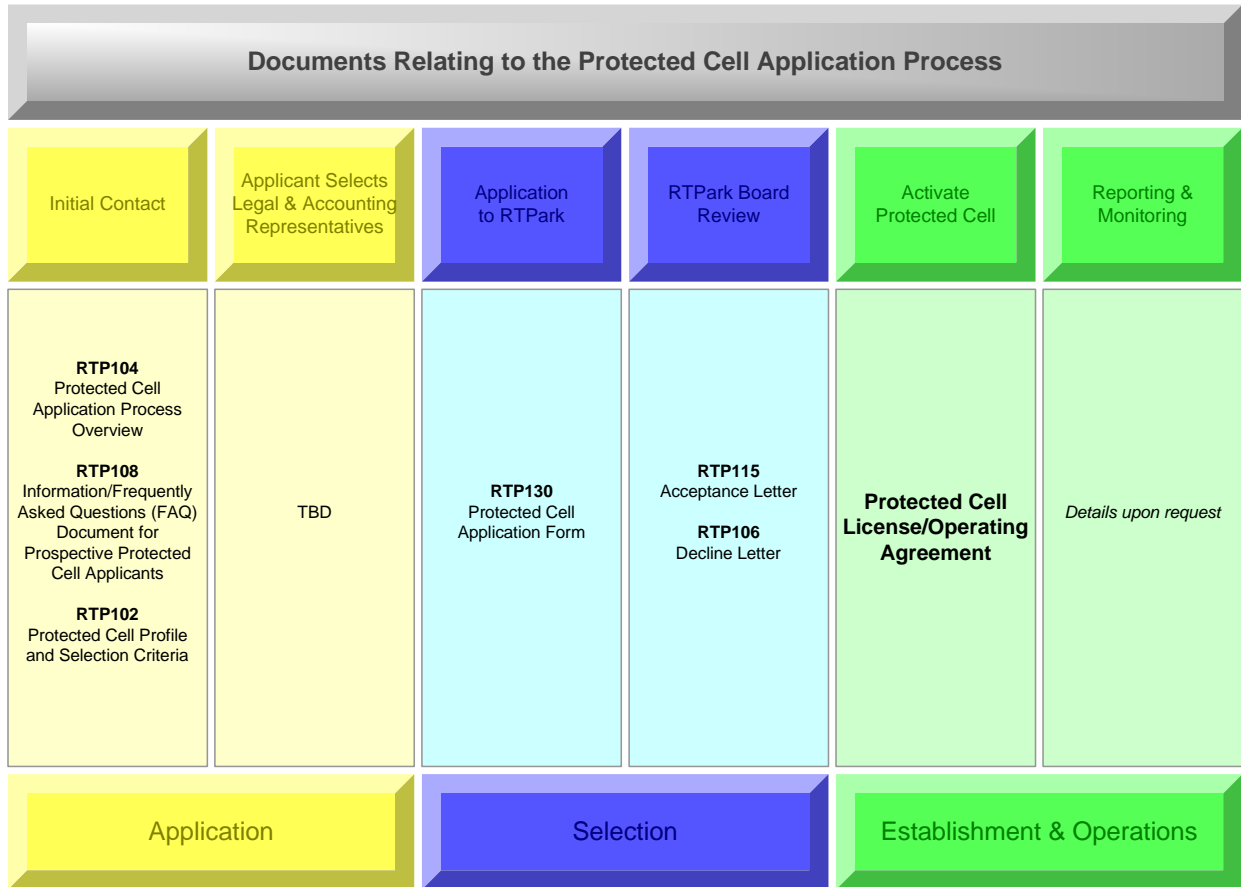 Documents Relating to the Protected Cell Application Process
Initial Contact
Applicant Selects
Legal & Accounting
Representatives
Application
to RTPark
RTPark Board
Review
Activate
Protected Cell
Reporting &
Monitoring
RTP104
Protected Cell
Application Process
Overview
RTP108
Information/Frequently
Asked Questions (FAQ)
Document for
Prospective Protected
Cell Applicants
RTP102
Protected Cell Profile
and Selection Criteria
TBD
RTP130
Protected Cell
Application Form
RTP115
Acceptance Letter
RTP106
Decline Letter
Protected Cell
License/Operating
Agreement
Details upon request
Application
Selection
Establishment & Operations